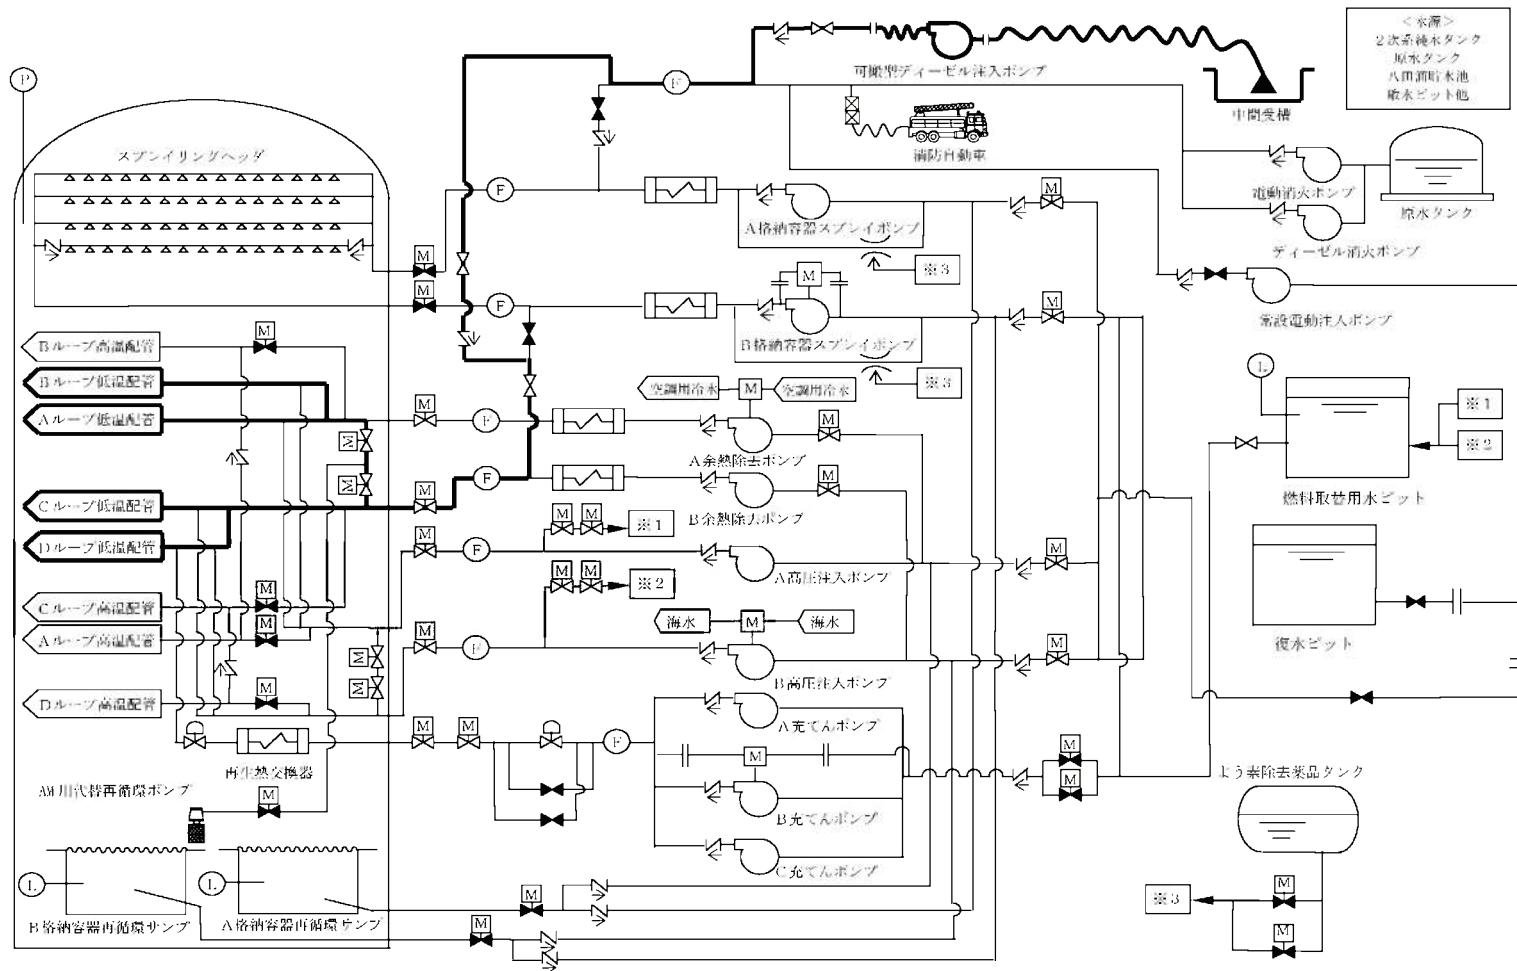 <水源>
2次系純水タンク
原水タンク
八田浦貯水池
取水ピット他
可搬型ディーゼル注入ポンプ
中間受槽
P
F
消防自動車
スプレイリングヘッダ
電動消火ポンプ
原水タンク
ディーゼル消火ポンプ
F
M
A格納容器スプレイポンプ
※3
M
M
F
M
M
B格納容器スプレイポンプ
※3
常設電動注入ポンプ
Bループ高温配管
M
Bループ低温配管
空調用冷水
M
空調用冷水
L
※1
※2
燃料取替用水ピット
Aループ低温配管
M
F
M
A余熱除去ポンプ
M
M
Cループ低温配管
M
F
M
B余熱除去ポンプ
M
M
※1
Dループ低温配管
M
F
A高圧注入ポンプ
M
M
M
※2
Cループ高温配管
M
海水
M
海水
Aループ高温配管
M
M
F
B高圧注入ポンプ
M
復水ピット
M
M
Dループ高温配管
M
A充てんポンプ
M
M
F
M
再生熱交換器
B充てんポンプ
M
M
よう素除去薬品タンク
AM用代替再循環ポンプ
M
C充てんポンプ
L
L
B格納容器再循環サンプ
A格納容器再循環サンプ
M
M
※3
M
M